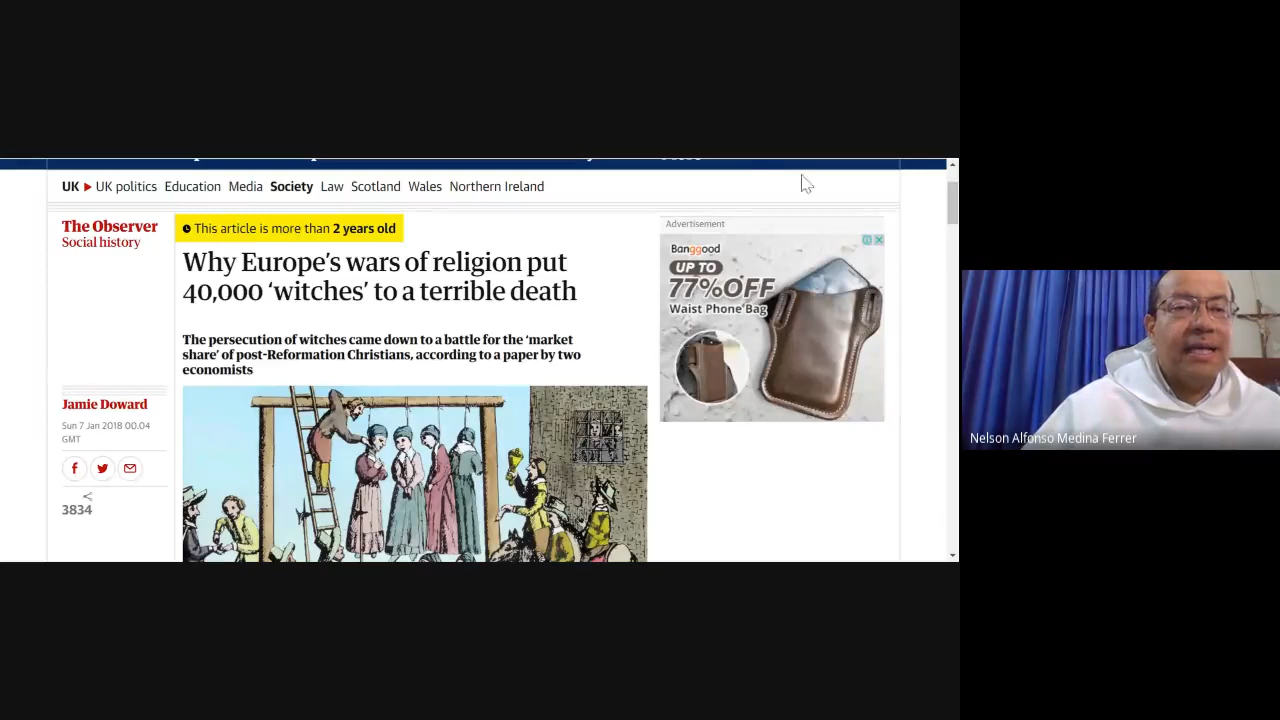 UK ▶ UK politics Education Media Society Law Scotland Wales Northern Ireland
The Observer
Social history
This article is more than 2 years old
Why Europe's wars of religion put
40,000 ‘witches’ to a terrible death
The persecution of witches came down to a battle for the ‘market
share’ of post-Reformation Christians, according to a paper by two
economists
Jamie Doward
Sun 7 Jan 2018 00.04
GMT
3834
Advertisement
Banggood
UP TO
77%OFF
Waist Phone Bag
Nelson Alfonso Medina Ferrer